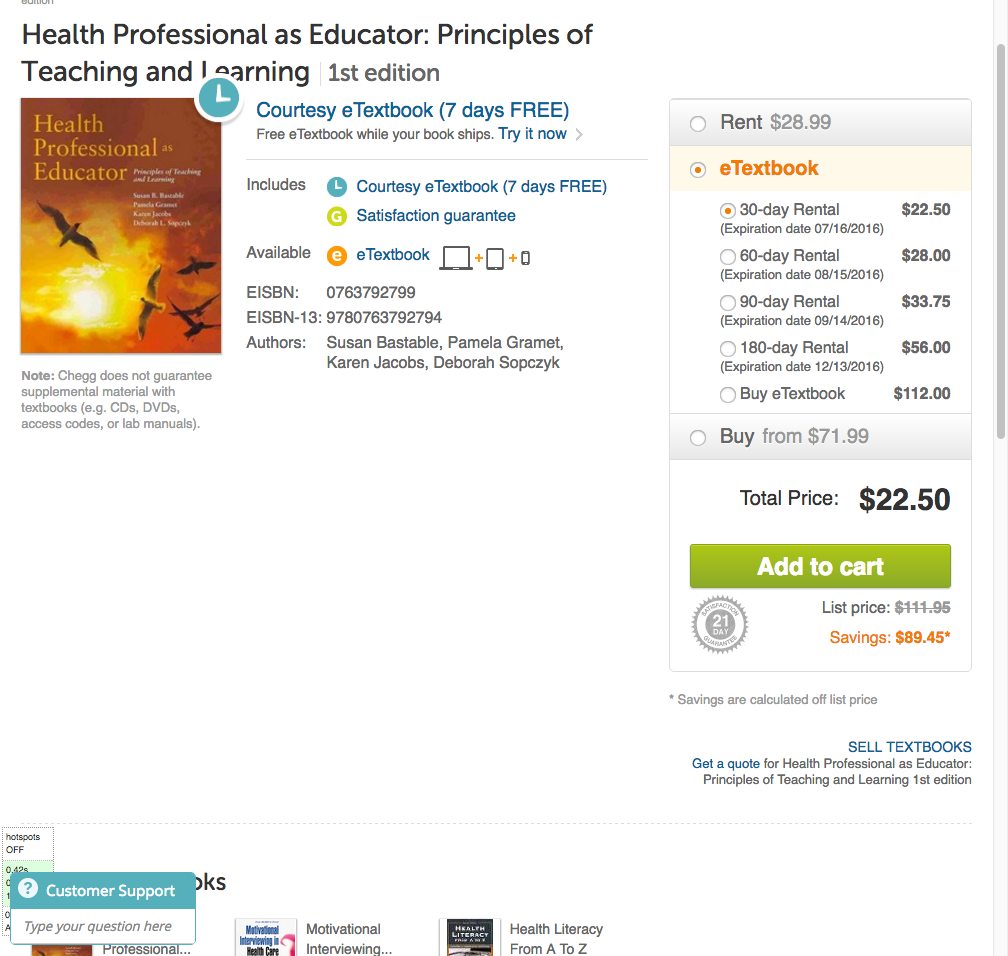 edition
Health Professional as Educator: Principles of
Teaching and Learning | 1st edition
Health
Professional as
Educator Principles of Teaching
and Learning
Susan B. Bastable
Pamela Gramet
Karen Jacobs
Deborah L. Sopczyk
Courtesy eTextbook (7 days FREE)
Free eTextbook while your book ships. Try it now
Includes
Courtesy eTextbook (7 days FREE)
G Satisfaction guarantee
Available
e eTextbook + +
EISBN: 0763792799
EISBN-13: 9780763792794
Authors: Susan Bastable, Pamela Gramet,
Karen Jacobs, Deborah Sopczyk
Note: Chegg does not guarantee
supplemental material with
textbooks (e.g. CDs, DVDs,
access codes, or lab manuals).
Rent $28.99
eTextbook
30-day Rental $22.50
(Expiration date 07/16/2016)
60-day Rental $28.00
(Expiration date 08/15/2016)
90-day Rental $33.75
(Expiration date 09/14/2016)
180-day Rental $56.00
(Expiration date 12/13/2016)
Buy eTextbook $112.00
Buy from $71.99
Total Price: $22.50
Add to cart
SATISFACTION
21
DAY
GUARANTEE
List price: $111.95
Savings: $89.45*
* Savings are calculated off list price
SELL TEXTBOOKS
Get a quote for Health Professional as Educator:
Principles of Teaching and Learning 1st edition
hotspots
OFF
0.42s
? Customer Support
Type your question here
Professional...
Motivational
Interviewing in
Health Care
Motivational
Interviewing...
HEALTH
LITERACY
FROM A TO Z
Health Literacy
From A To Z